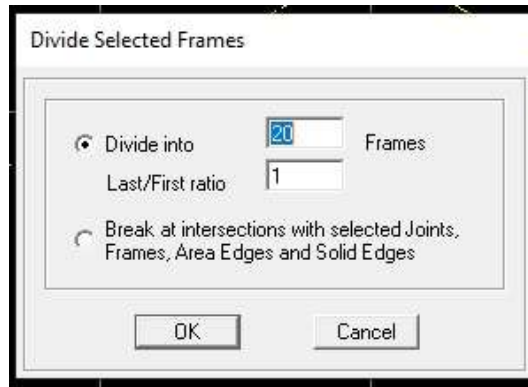 Divide Selected Frames
Divide into 20 Frames
Last/First ratio 1
Break at intersections with selected Joints,
Frames, Area Edges and Solid Edges
OK Cancel